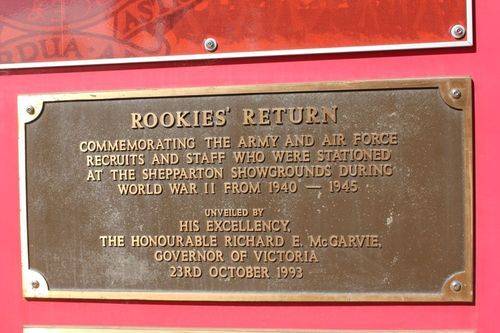 RDUA · AS
ROOKIES' RETURN
COMMEMORATING THE ARMY AND AIR FORCE
RECRUITS AND STAFF WHO WERE STATIONED
AT THE SHEPPARTON SHOWGROUNDS DURING
WORLD WAR II FROM 1940 — 1945
UNVEILED BY
HIS EXCELLENCY,
THE HONOURABLE RICHARD E. McGARVIE,
GOVERNOR OF VICTORIA
23RD OCTOBER 1993